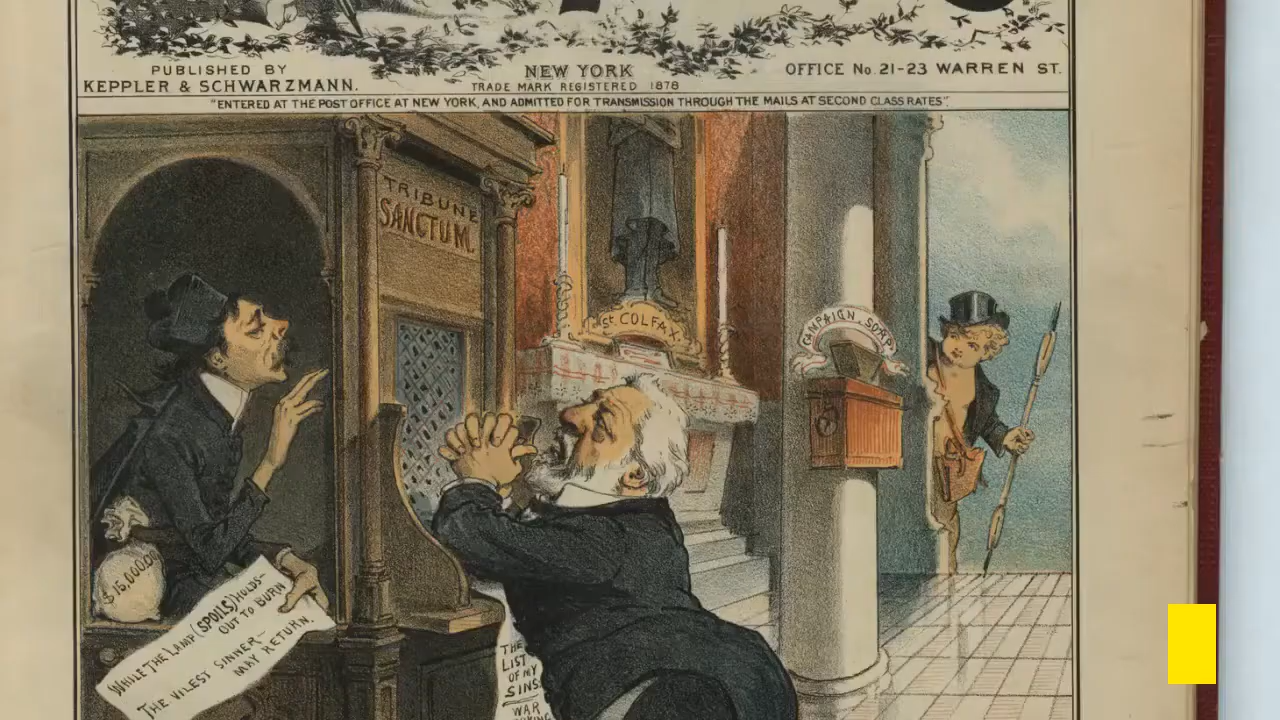 PUBLISHED BY
KEPPLER & SCHWARZMANN.
NEW YORK
TRADE MARK REGISTERED 1878
OFFICE No. 21-23 WARREN ST.
"ENTERED AT THE POST OFFICE AT NEW YORK, AND ADMITTED FOR TRANSMISSION THROUGH THE MAILS AT SECOND CLASS RATES".
TRIBUNE
SANCTUM.
St COLFAX.
CAMPAIGN SOAP
$15,000.00
WHILE THE LAMP (SPOILS) HOLDS-
OUT TO BURN
THE VILEST SINNER-
MAY RETURN.
THE
LIST
OF MY
SINS.
WAR